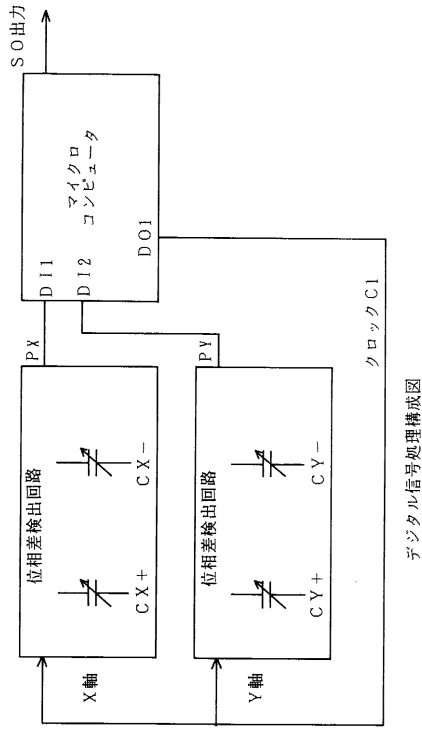 位相差検出回路
CX+
CX-
X軸
PX
位相差検出回路
CY+
CY-
Y軸
PY
DI1
DI2
マイクロ
コンピュータ
DO1
SO出力
クロックC1
デジタル信号処理構成図